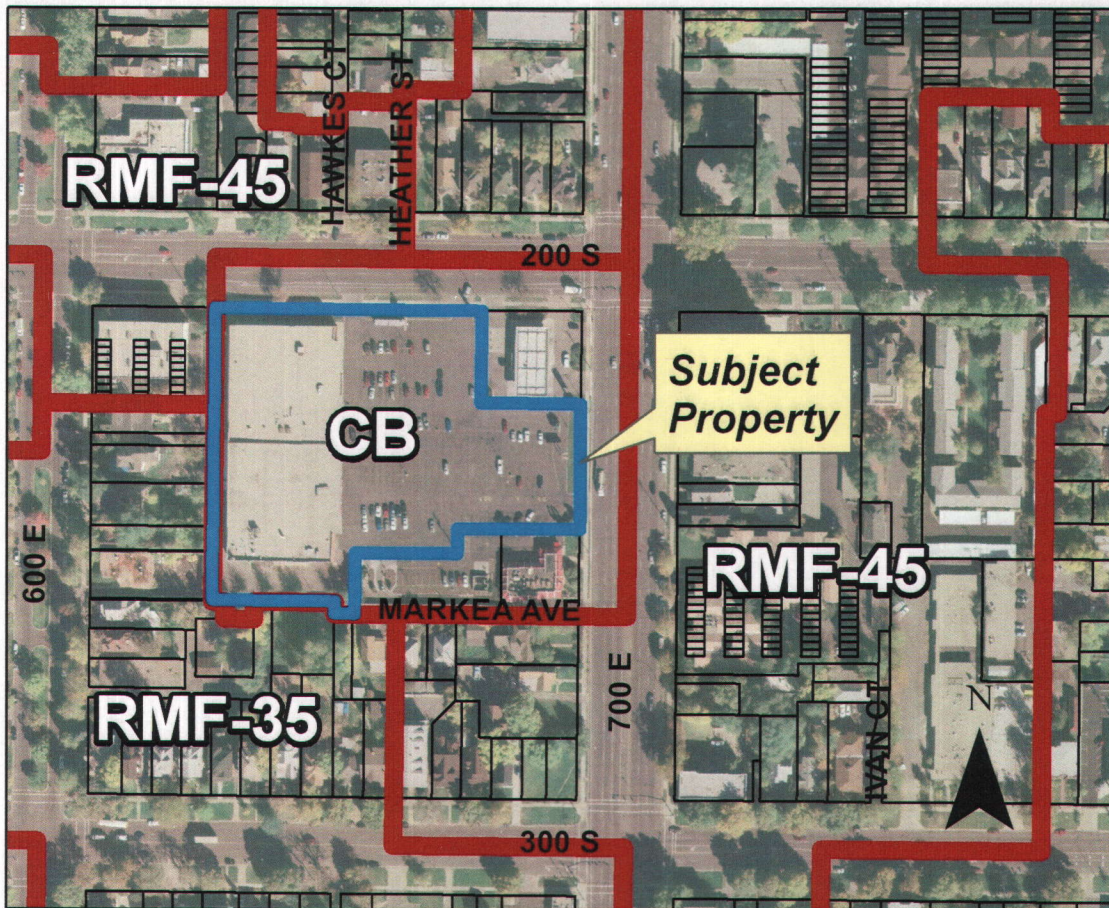 HAWKES CT
HEATHER ST
RMF-45
200 S
Subject
Property
CB
600 E
RMF-45
MARKEA AVE
700 E
RMF-35
IVAN CT
N
300 S